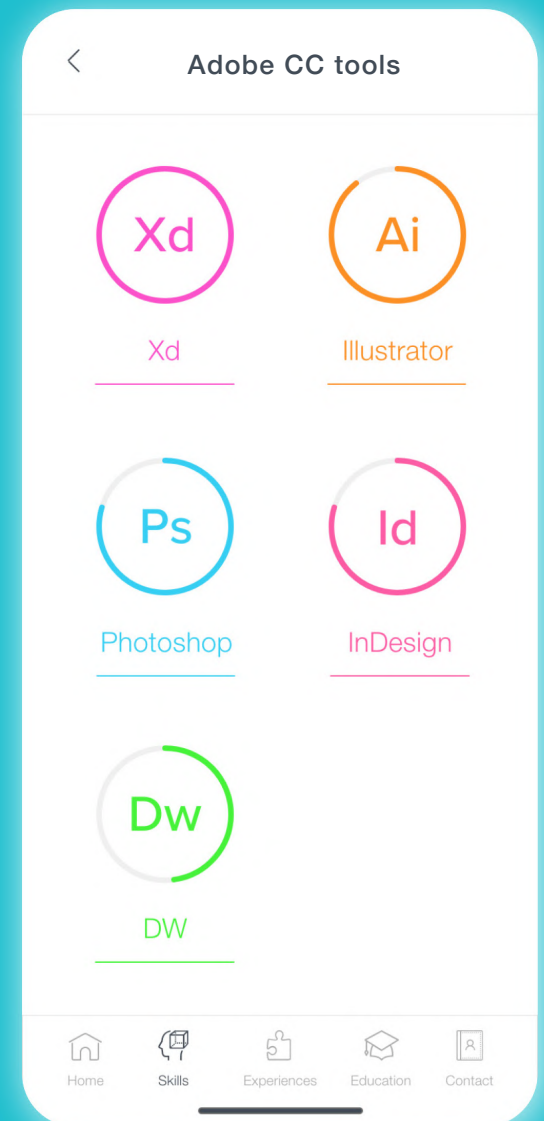 Adobe CC tools
Xd
Ai
Xd
Illustrator
Ps
Id
Photoshop
InDesign
Dw
DW
Home
Skills
Experiences
Education
Contact